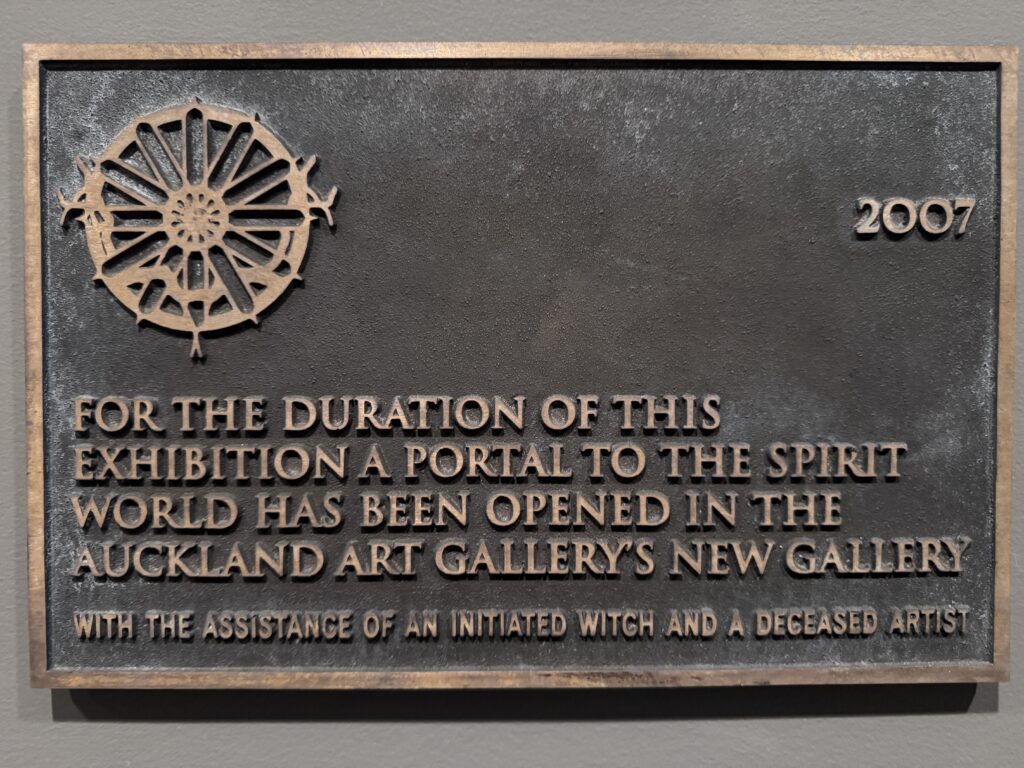 2007
FOR THE DURATION OF THIS
EXHIBITION A PORTAL TO THE SPIRIT
WORLD HAS BEEN OPENED IN THE
AUCKLAND ART GALLERY'S NEW GALLERY
WITH THE ASSISTANCE OF AN INITIATED WITCH AND A DECEASED ARTIST